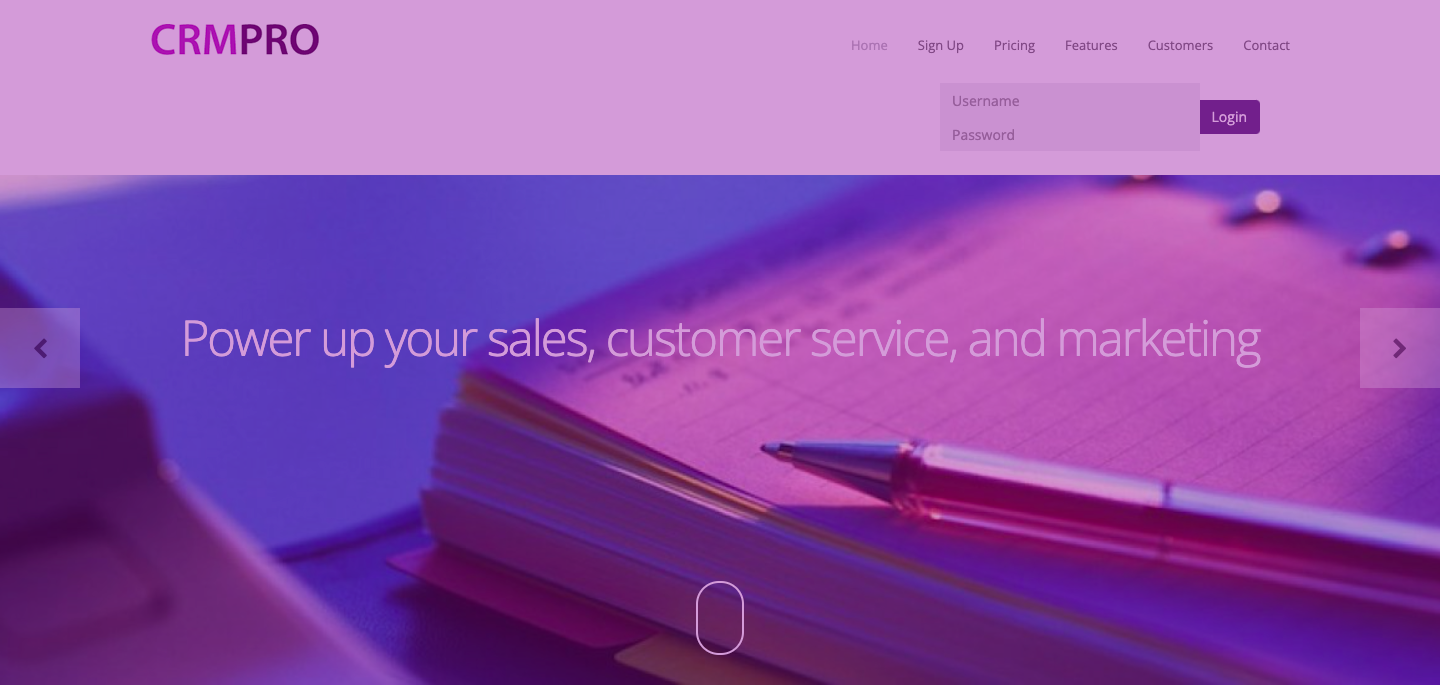 CRMPRO
Home Sign Up Pricing Features Customers Contact
Username
Login
Password
Power up your sales, customer service, and marketing